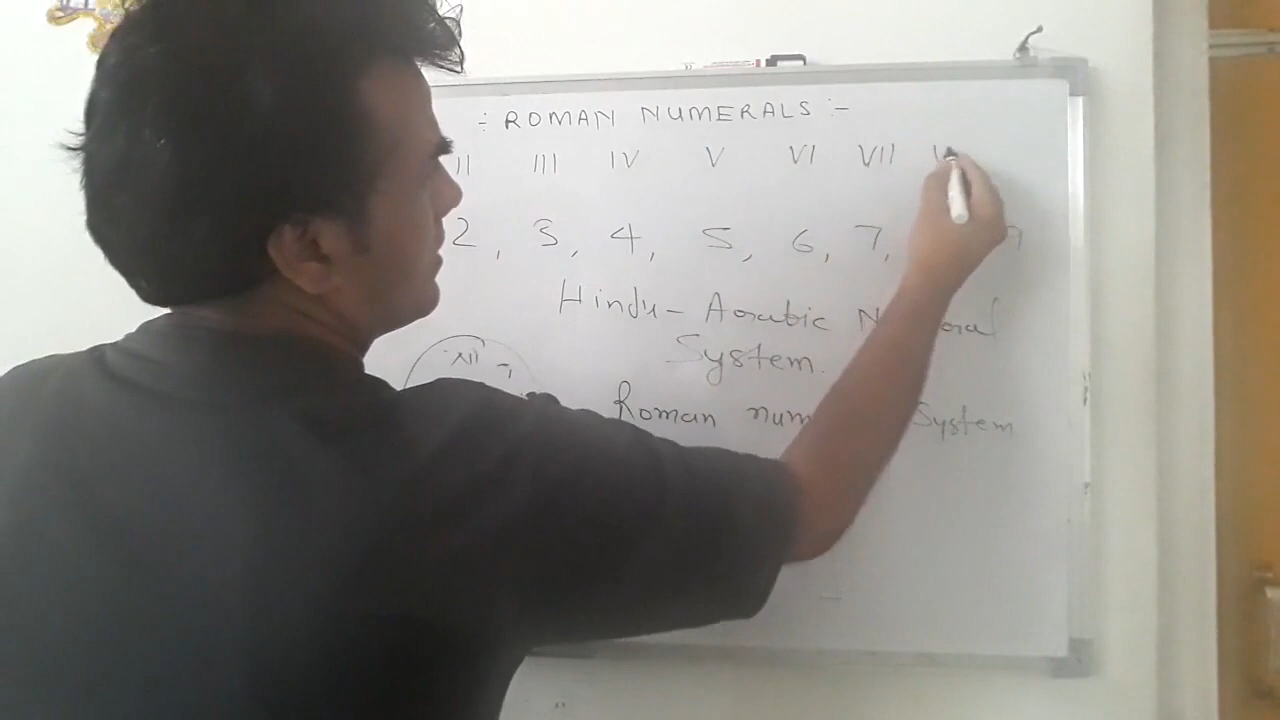 :- ROMAN NUMERALS :-
II III IV V VI VII
2, 3, 4, 5, 6, 7, 9
Hindu-Arabic
System.
XII
Roman System